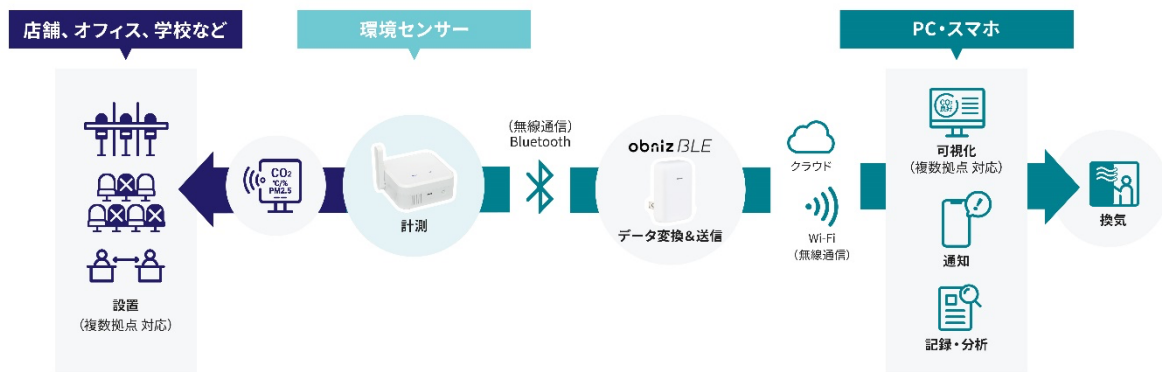 店舗、オフィス、学校など
環境センサー
PC・スマホ
設置
(複数拠点 対応)
CO₂
℃/%
PM2.5
計測
(無線通信)
Bluetooth
obniz BLE
データ変換&送信
クラウド
Wi-Fi
(無線通信)
CO₂
良好
可視化
(複数拠点 対応)
通知
記録・分析
換気